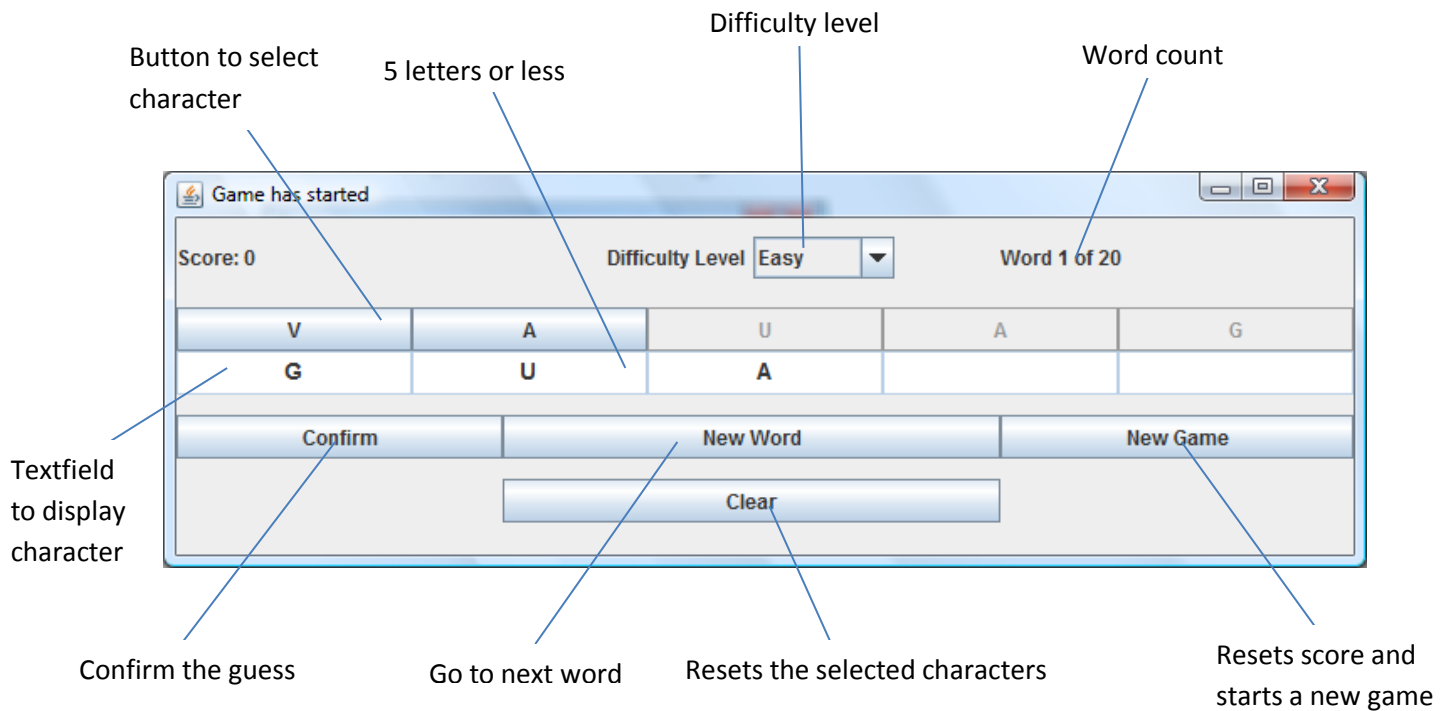 Difficulty level
Button to select
character
5 letters or less
Word count
Game has started
Score: 0 Difficulty Level Easy Word 1 of 20
V A U A G
G U A
Confirm New Word New Game
Clear
Textfield
to display
character
Confirm the guess
Go to next word
Resets the selected characters
Resets score and
starts a new game